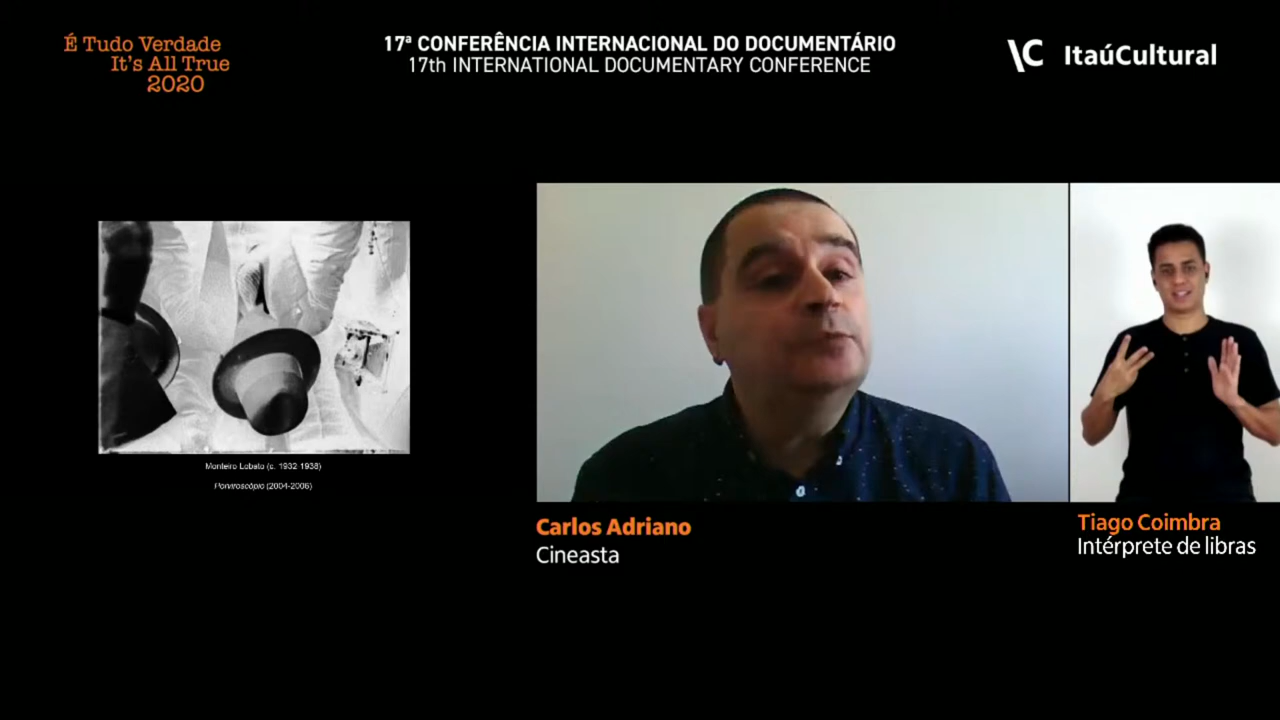 É Tudo Verdade
It's All True
2020
17ª CONFERÊNCIA INTERNACIONAL DO DOCUMENTÁRIO
17th INTERNATIONAL DOCUMENTARY CONFERENCE
ItaúCultural
Monteiro Lobato (c. 1932 1938)
Porviroscópio (2004-2006)
Carlos Adriano
Cineasta
Tiago Coimbra
Intérprete de libras